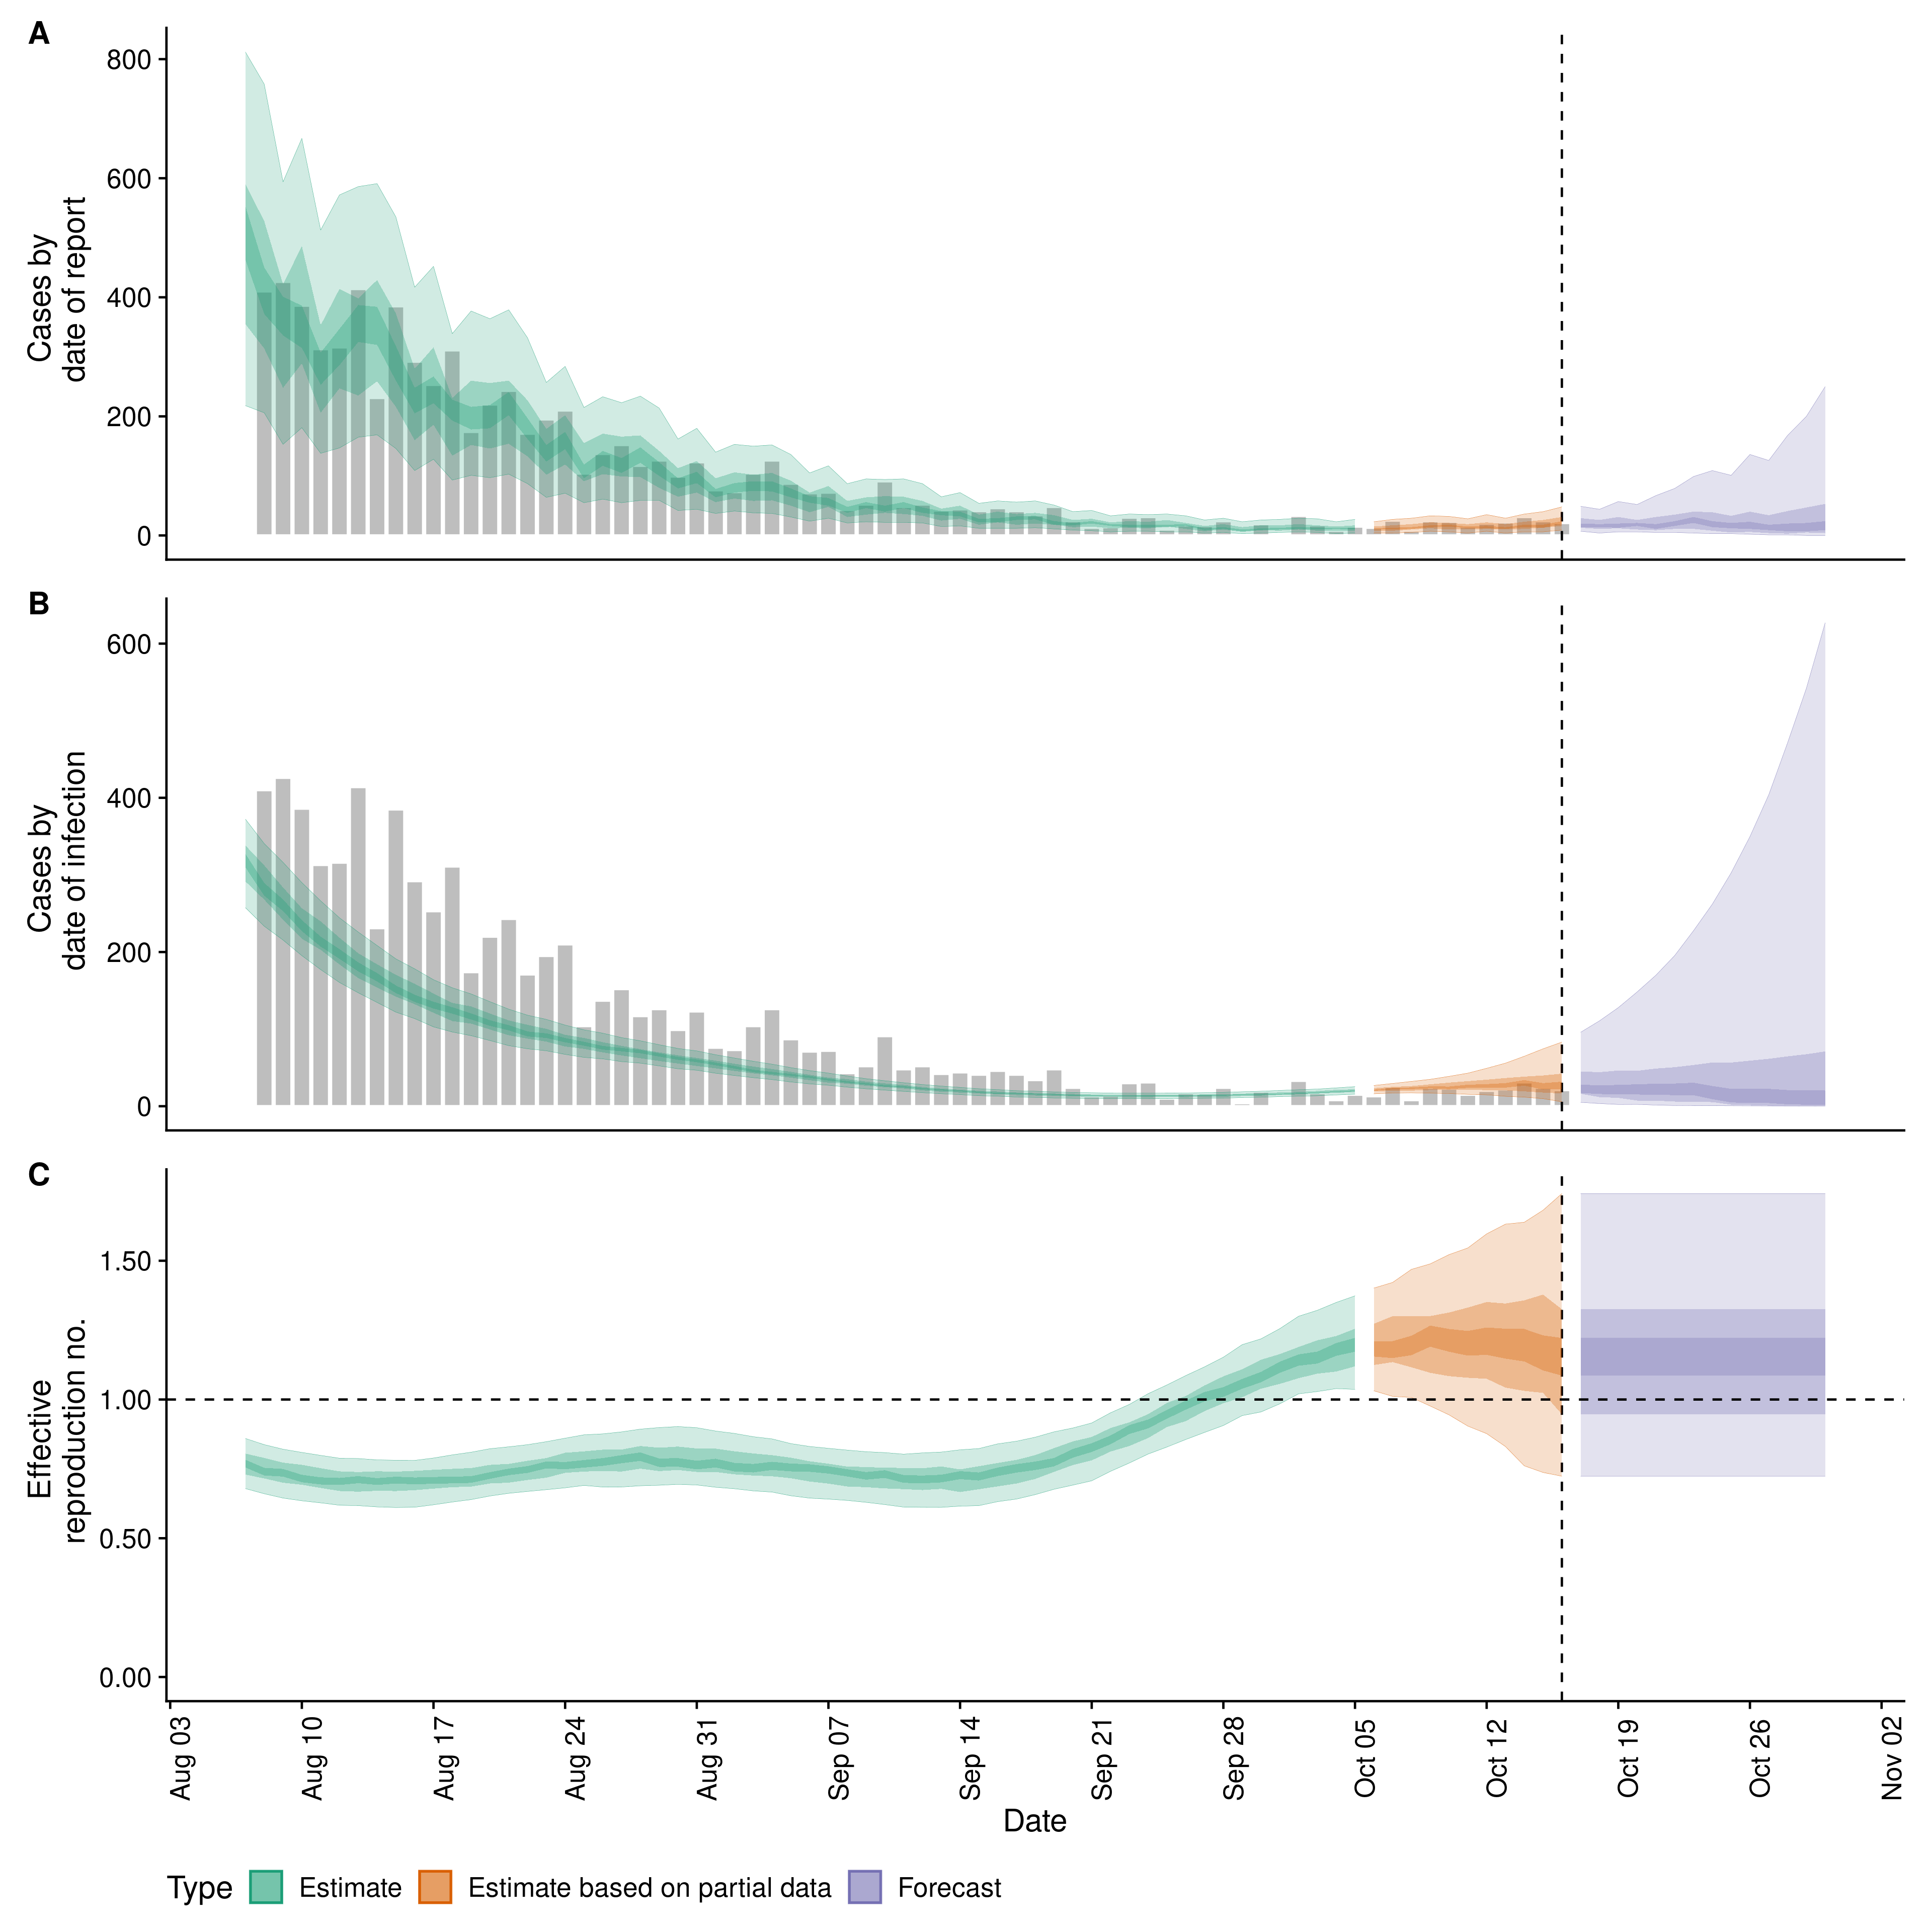 A
800
600
400
200
0
Cases by
date of report
B
600
400
200
0
Cases by
date of infection
C
1.50
1.00
0.50
0.00
Effective
reproduction no.
Aug 03
Aug 10
Aug 17
Aug 24
Aug 31
Sep 07
Sep 14
Sep 21
Sep 28
Oct 05
Oct 12
Oct 19
Oct 26
Nov 02
Date
Type Estimate Estimate based on partial data Forecast